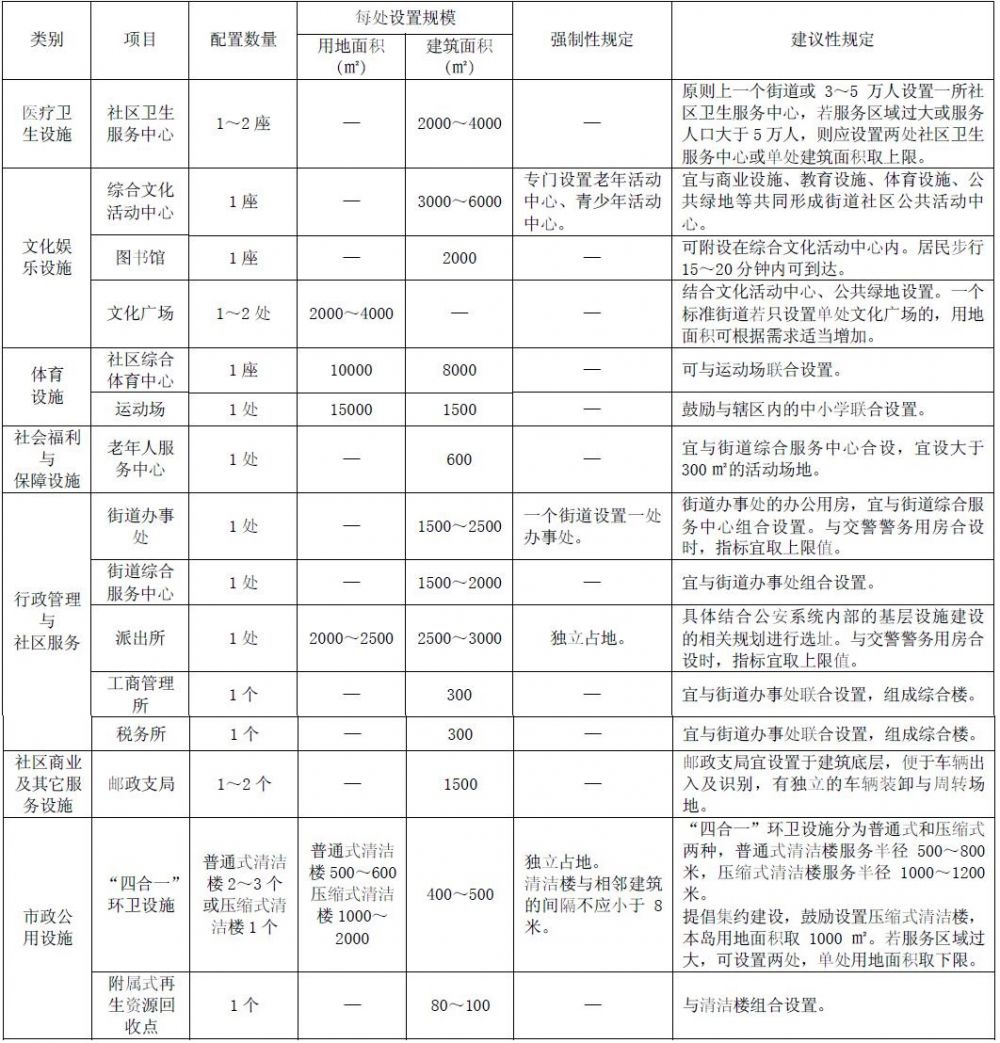 类别
项目
配置数量
每处设置规模
用地面积
(㎡)
建筑面积
(㎡)
强制性规定
建议性规定
医疗卫
生设施
社区卫生
服务中心
1～2座
—
2000～4000
—
原则上一个街道或 3～5 万人设置一所社
区卫生服务中心，若服务区域过大或服务
人口大于5万人，则应设置两处社区卫生
服务中心或单处建筑面积取上限。
文化娱
乐设施
综合文化
活动中心
1座
—
3000～6000
专门设置老年活动
中心、青少年活动
中心。
宜与商业设施、教育设施、体育设施、公
共绿地等共同形成街道社区公共活动中
心。
图书馆
1座
—
2000
—
可附设在综合文化活动中心内。居民步行
15～20分钟内可到达。
文化广场
1～2处
2000～4000
—
—
结合文化活动中心、公共绿地设置。一个
标准街道若只设置单处文化广场的，用地
面积可根据需求适当增加。
体育
设施
社区综合
体育中心
1座
10000
8000
—
可与运动场联合设置。
运动场
1处
15000
1500
—
鼓励与辖区内的中小学联合设置。
社会福利
与
保障设施
老年人服
务中心
1处
—
600
—
宜与街道综合服务中心合设，宜设大于
300㎡的活动场地。
行政管理
与
社区服务
街道办事
处
1处
—
1500～2500
一个街道设置一处
办事处。
街道办事处的办公用房，宜与街道综合服
务中心组合设置。与交警警务用房合设
时，指标宜取上限值。
街道综合
服务中心
1处
—
1500～2000
—
宜与街道办事处组合设置。
派出所
1处
2000～2500
2500～3000
独立占地。
具体结合公安系统内部的基层设施建设
的相关规划进行选址。与交警警务用房合
设时，指标宜取上限值。
工商管理
所
1个
—
300
—
宜与街道办事处联合设置，组成综合楼。
税务所
1个
—
300
—
宜与街道办事处联合设置，组成综合楼。
社区商业
及其它服
务设施
邮政支局
1～2个
—
1500
—
邮政支局宜设置于建筑底层，便于车辆出
入及识别，有独立的车辆装卸与周转场
地。
市政公
用设施
“四合一”
环卫设施
普通式清洁
楼2～3个
或压缩式清
洁楼1个
普通式清洁
楼500～600
压缩式清洁
楼1000～
2000
400～500
独立占地。
清洁楼与相邻建筑
的间隔不应小于 8
米。
“四合一”环卫设施分为普通式和压缩式
两种，普通式清洁楼服务半径 500～800
米，压缩式清洁楼服务半径 1000～1200
米。
提倡集约建设，鼓励设置压缩式清洁楼，
本岛用地面积取 1000 ㎡。若服务区域过
大，可设置两处，单处用地面积取下限。
附属式再
生资源回
收点
1个
—
80～100
—
与清洁楼组合设置。